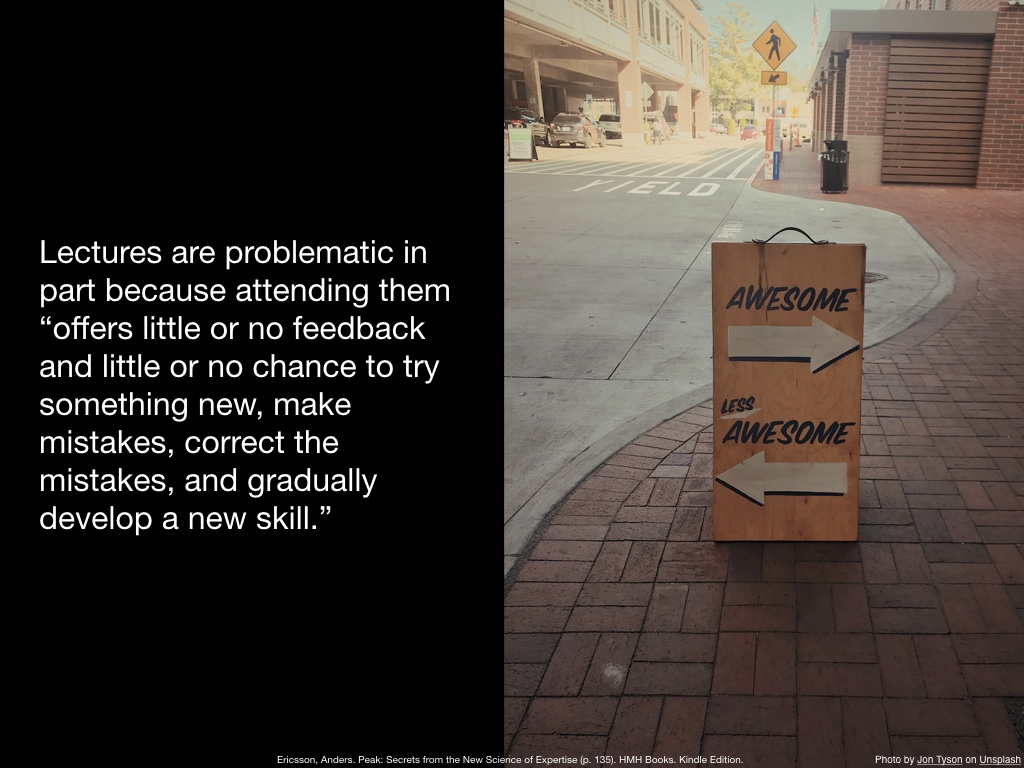 Lectures are problematic in
part because attending them
“offers little or no feedback
and little or no chance to try
something new, make
mistakes, correct the
mistakes, and gradually
develop a new skill.”
YIELD
AWESOME
LESS
AWESOME
Ericsson, Anders. Peak: Secrets from the New Science of Expertise (p. 135). HMH Books. Kindle Edition.
Photo by Jon Tyson on Unsplash